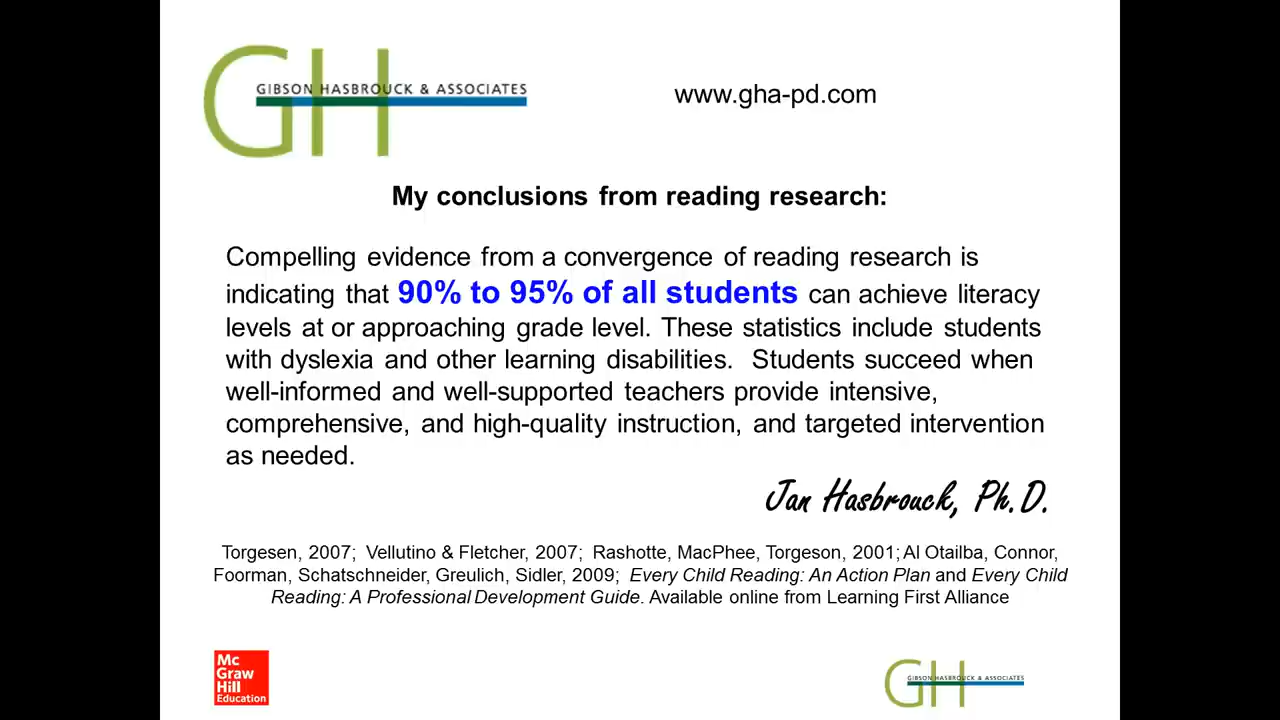 GH
GIBSON HASBROUCK & ASSOCIATES
www.gha-pd.com
My conclusions from reading research:
Compelling evidence from a convergence of reading research is
indicating that 90% to 95% of all students can achieve literacy
levels at or approaching grade level. These statistics include students
with dyslexia and other learning disabilities. Students succeed when
well-informed and well-supported teachers provide intensive,
comprehensive, and high-quality instruction, and targeted intervention
as needed.
Jan Hasbrouck, Ph.D.
Torgesen, 2007; Vellutino & Fletcher, 2007; Rashotte, MacPhee, Torgeson, 2001; Al Otailba, Connor,
Foorman, Schatschneider, Greulich, Sidler, 2009; Every Child Reading: An Action Plan and Every Child
Reading: A Professional Development Guide. Available online from Learning First Alliance
Mc
Graw
Hill
Education
GH
GIBSON HASBROUCK & ASSOCIATES